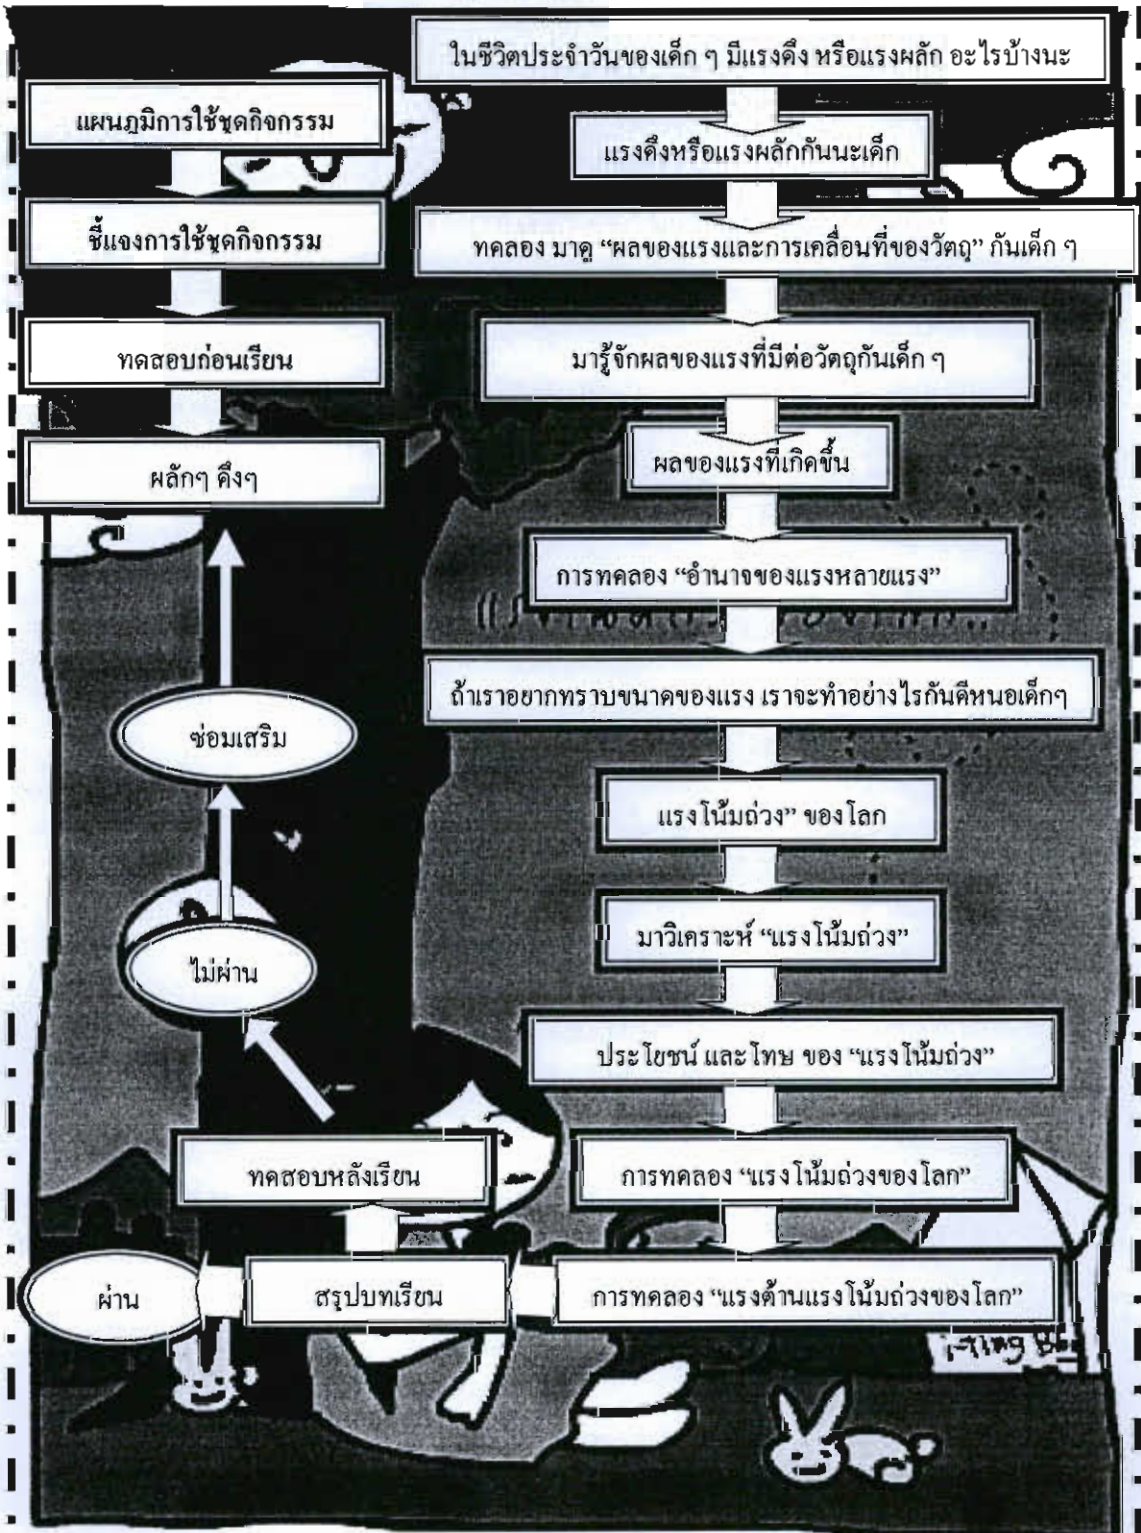 แผนภูมิการใช้ชุดกิจกรรม
ชี้แจงการใช้ชุดกิจกรรม
ทดสอบก่อนเรียน
ผลักๆ ดึงๆ
ในชีวิตประจำวันของเด็ก ๆ มีแรงดึง หรือแรงผลัก อะไรบ้างนะ
แรงดึงหรือแรงผลักกันนะเด็ก
ทดลอง มาดู “ผลของแรงและการเคลื่อนที่ของวัตถุ” กันเด็ก ๆ
มารู้จักผลของแรงที่มีต่อวัตถุกันเด็ก ๆ
ผลของแรงที่เกิดขึ้น
การทดลอง “อำนาจของแรงหลายแรง”
ถ้าเราอยากทราบขนาดของแรง เราจะทำอย่างไรกันดีหนอเด็กๆ
แรงโน้มถ่วง” ของโลก
มาวิเคราะห์ “แรงโน้มถ่วง”
ประโยชน์ และโทษ ของ “แรงโน้มถ่วง”
การทดลอง “แรงโน้มถ่วงของโลก”
การทดลอง “แรงต้านแรงโน้มถ่วงของโลก”
สรุปบทเรียน
ทดสอบหลังเรียน
ผ่าน
ไม่ผ่าน
ซ่อมเสริม